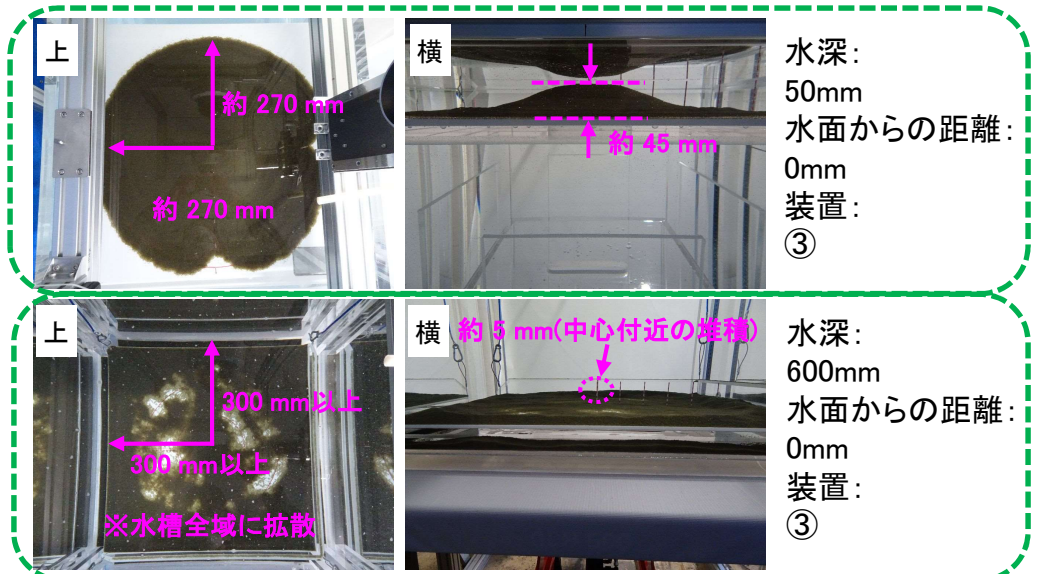 上
約 270 mm
約 270 mm
横
約 45 mm
水深:
50mm
水面からの距離:
0mm
装置:
③
上
300 mm以上
300 mm以上
※水槽全域に拡散
横
約 5 mm(中心付近の堆積)
水深:
600mm
水面からの距離:
0mm
装置:
③